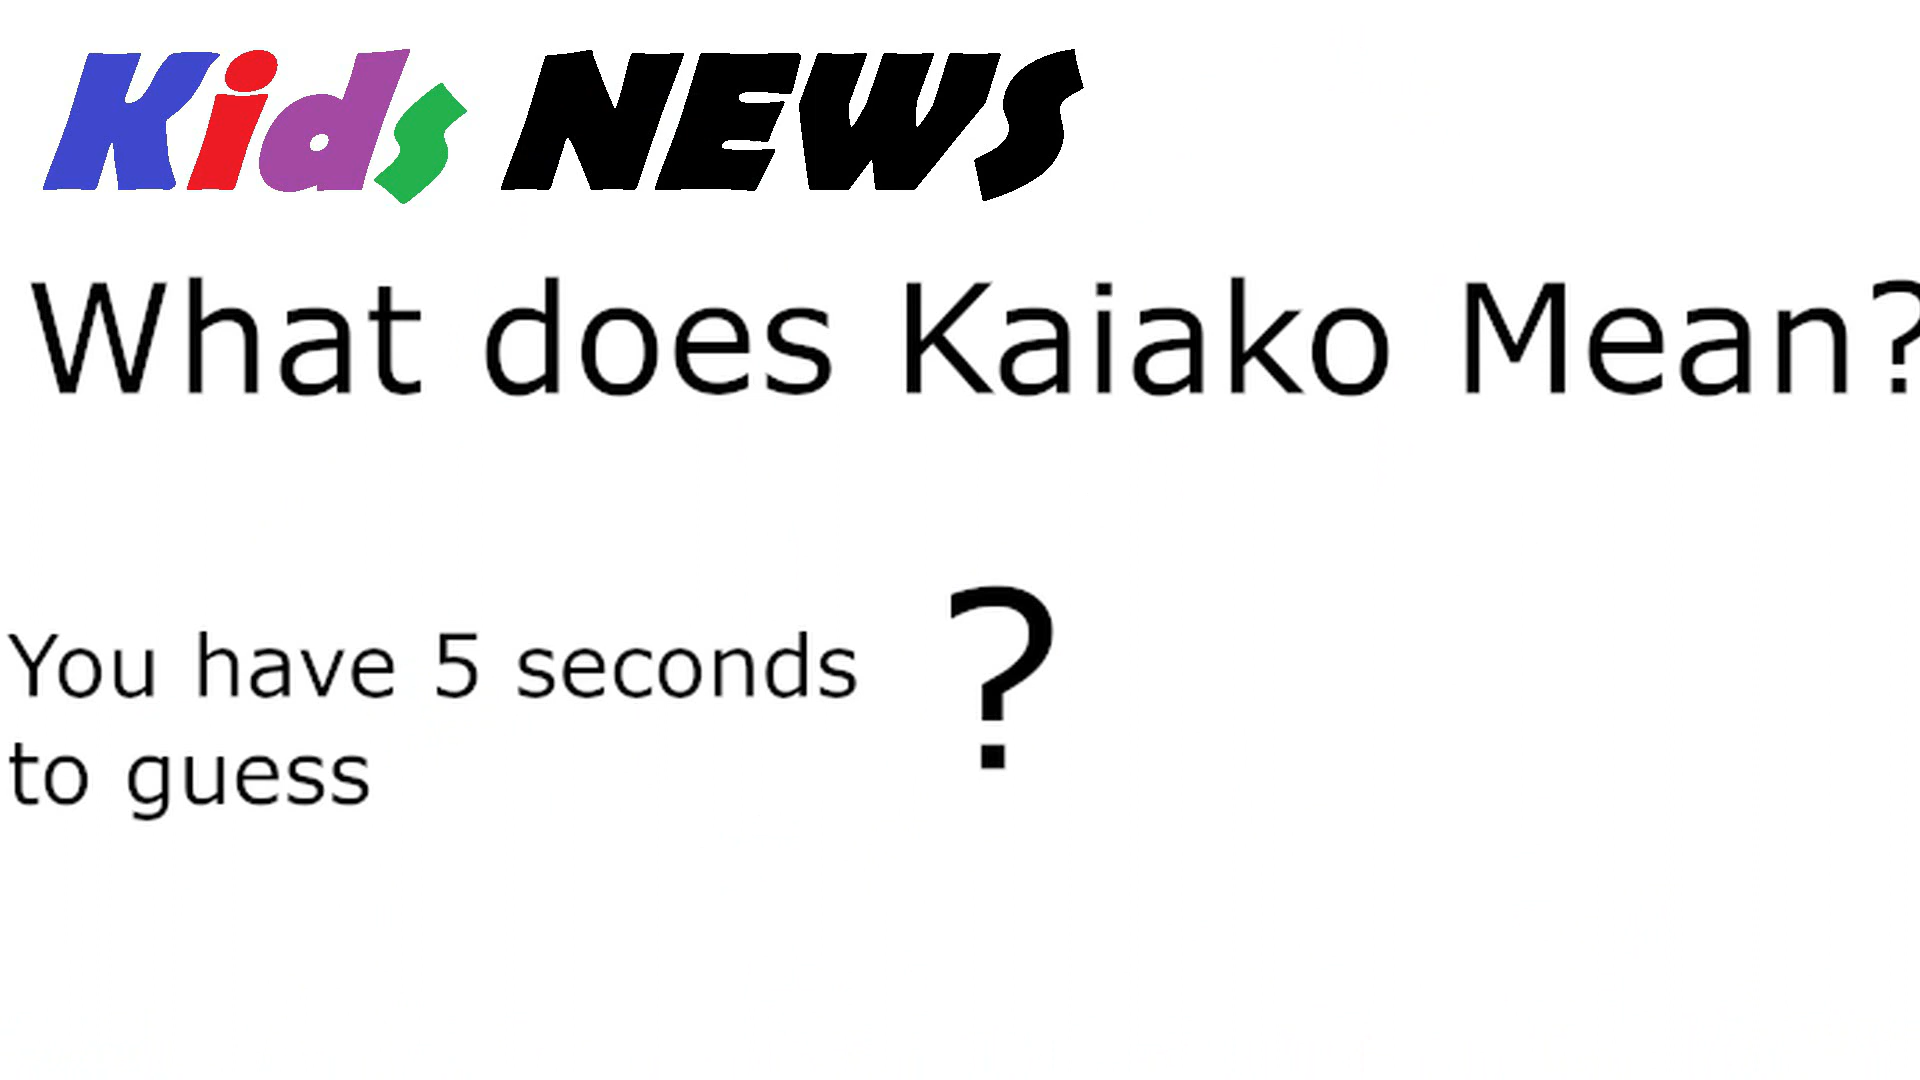 Kids NEWS
What does Kaiako Mean?
You have 5 seconds
to guess
?